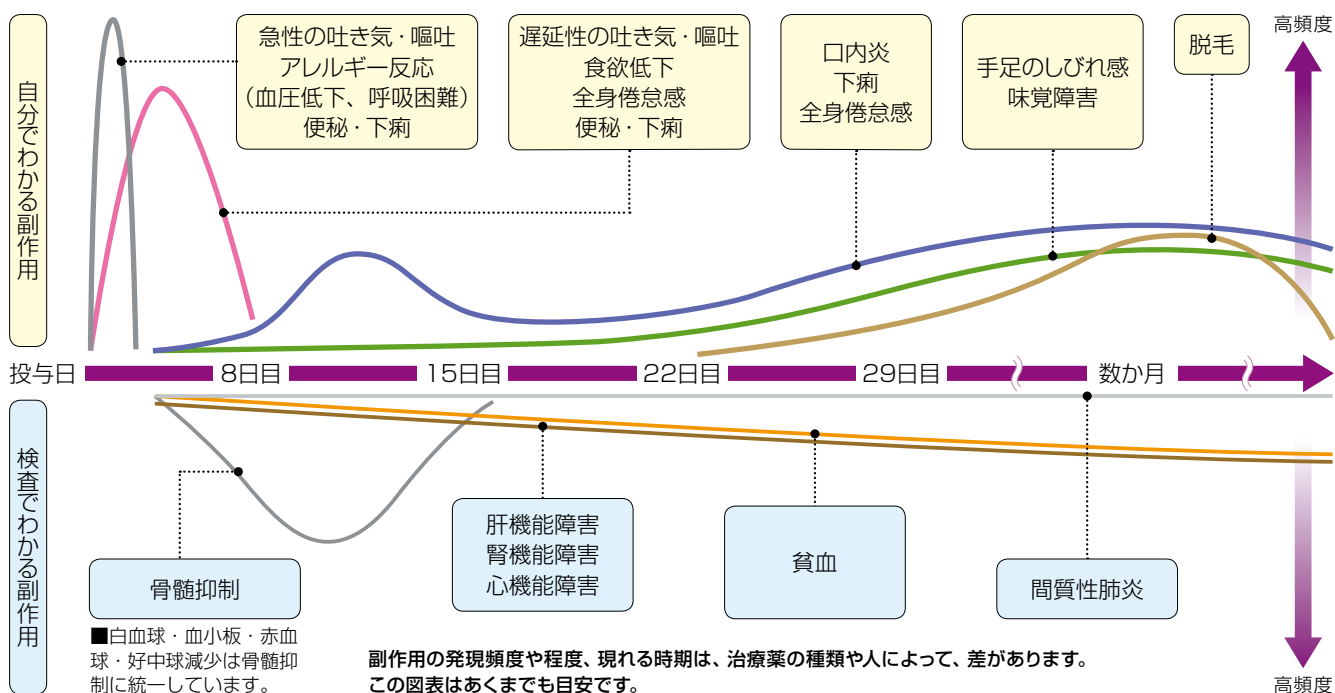 自分でわかる副作用
急性の吐き気・嘔吐
アレルギー反応
（血圧低下、呼吸困難）
便秘・下痢
遅延性の吐き気・嘔吐
食欲低下
全身倦怠感
便秘・下痢
口内炎
下痢
全身倦怠感
手足のしびれ感
味覚障害
脱毛
高頻度
投与日
8日目
15日目
22日目
29日目
数か月
検査でわかる副作用
骨髄抑制
■白血球・血小板・赤血
球・好中球減少は骨髄抑
制に統一しています。
肝機能障害
腎機能障害
心機能障害
貧血
間質性肺炎
副作用の発現頻度や程度、現れる時期は、治療薬の種類や人によって、差があります。
この図表はあくまでも目安です。
高頻度